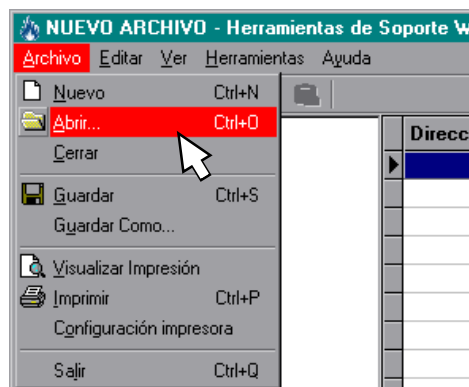 NUEVO ARCHIVO - Herramientas de Soporte W
Archivo Editar Ver Herramientas Ayuda
Nuevo Ctrl+N
Abrir... Ctrl+O
Direcc
Cerrar
Guardar Ctrl+S
Guardar Como...
Visualizar Impresión
Imprimir Ctrl+P
Configuración impresora
Salir Ctrl+Q